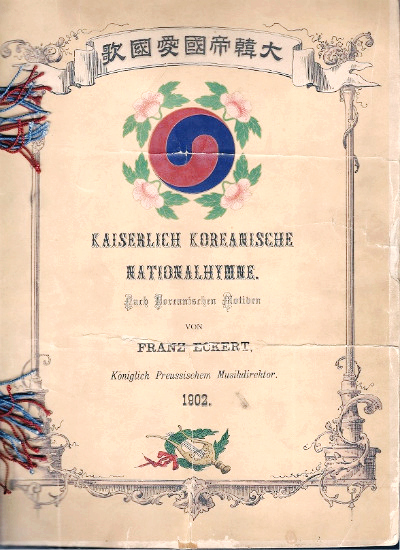 大韓帝國愛國歌
KAISERLICH KOREANISCHE
NATIONALHYMNE.
Nach Koreanischen Motiven
VON
FRANZ ECKERT,
Königlich Preussischem Musikdirektor.
1902.